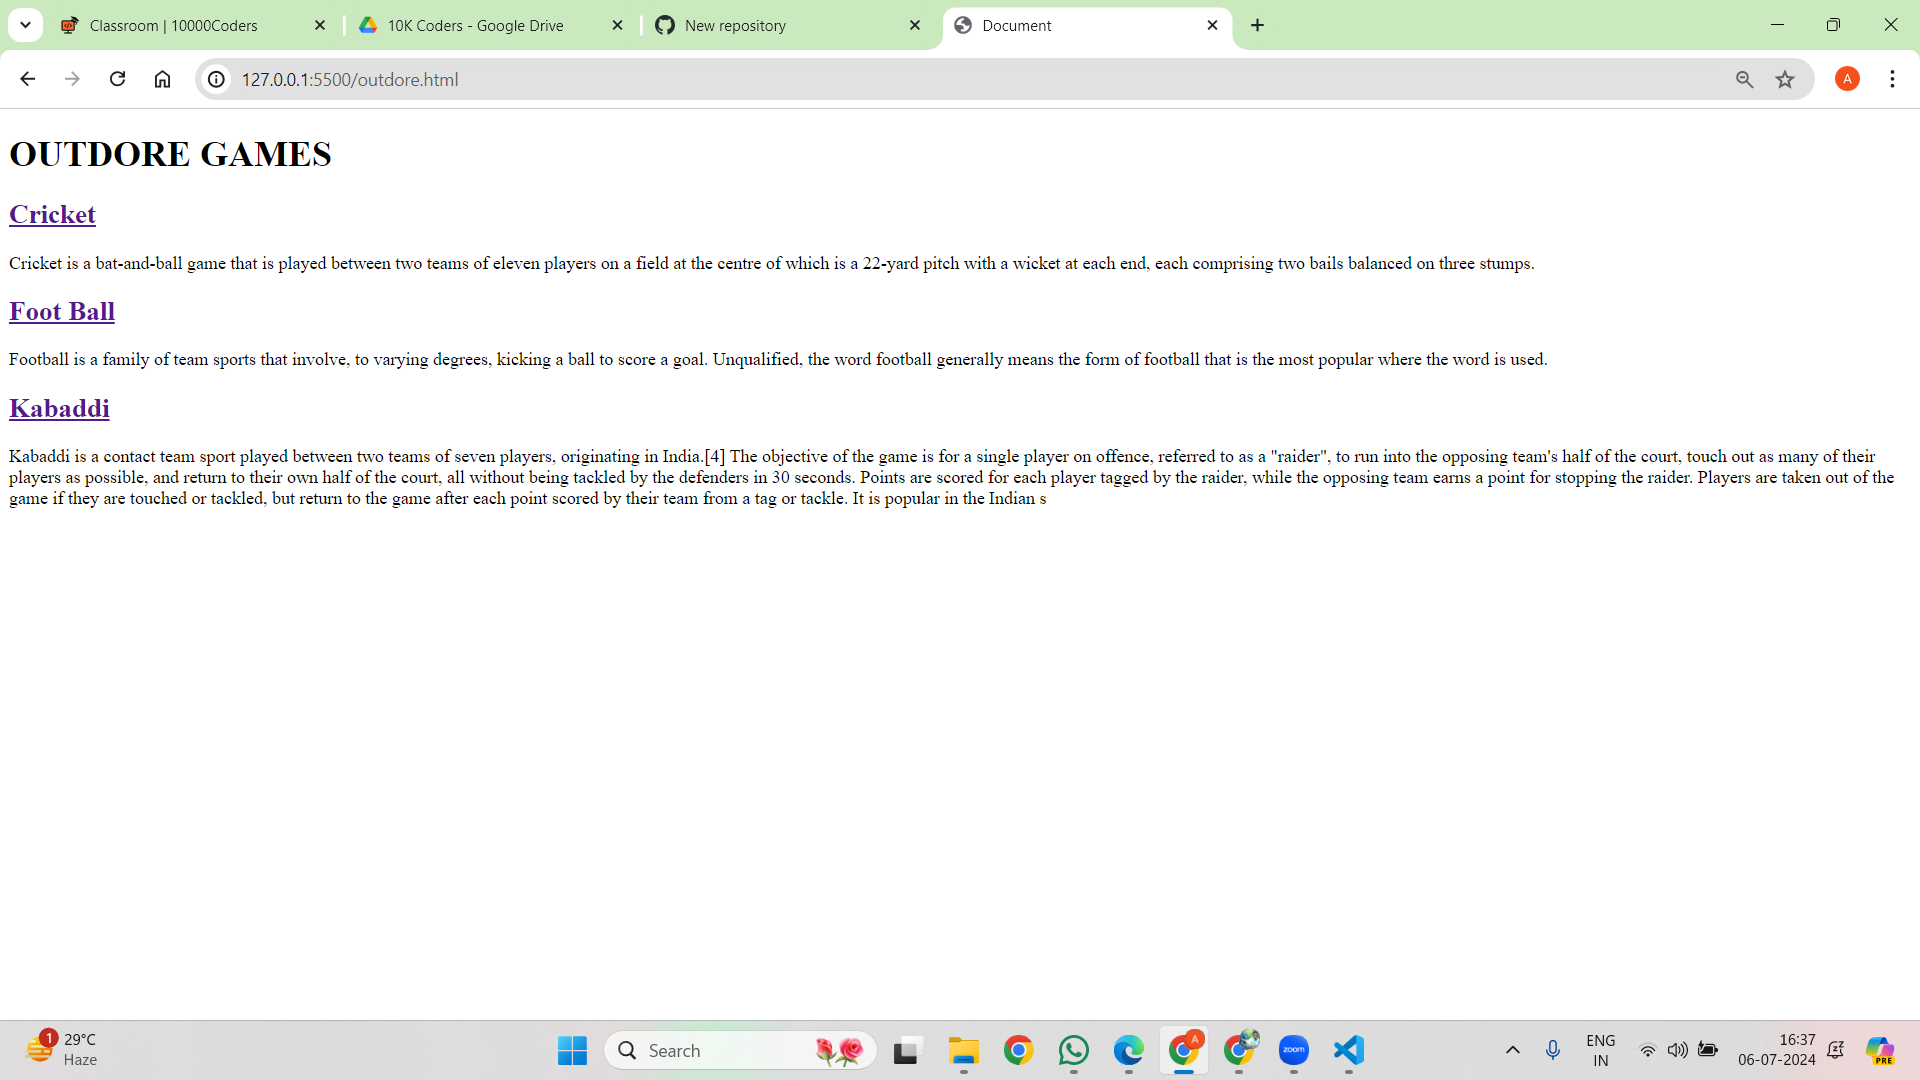 Classroom | 10000Coders
10K Coders - Google Drive
New repository
Document
127.0.0.1:5500/outdore.html
A
OUTDORE GAMES
Cricket
Cricket is a bat-and-ball game that is played between two teams of eleven players on a field at the centre of which is a 22-yard pitch with a wicket at each end, each comprising two bails balanced on three stumps.
Foot Ball
Football is a family of team sports that involve, to varying degrees, kicking a ball to score a goal. Unqualified, the word football generally means the form of football that is the most popular where the word is used.
Kabaddi
Kabaddi is a contact team sport played between two teams of seven players, originating in India.[4] The objective of the game is for a single player on offence, referred to as a "raider", to run into the opposing team's half of the court, touch out as many of their
players as possible, and return to their own half of the court, all without being tackled by the defenders in 30 seconds. Points are scored for each player tagged by the raider, while the opposing team earns a point for stopping the raider. Players are taken out of the
game if they are touched or tackled, but return to the game after each point scored by their team from a tag or tackle. It is popular in the Indian s
1
29°C
Haze
Search
A
zoom
ENG
IN
16:37
06-07-2024
PRE